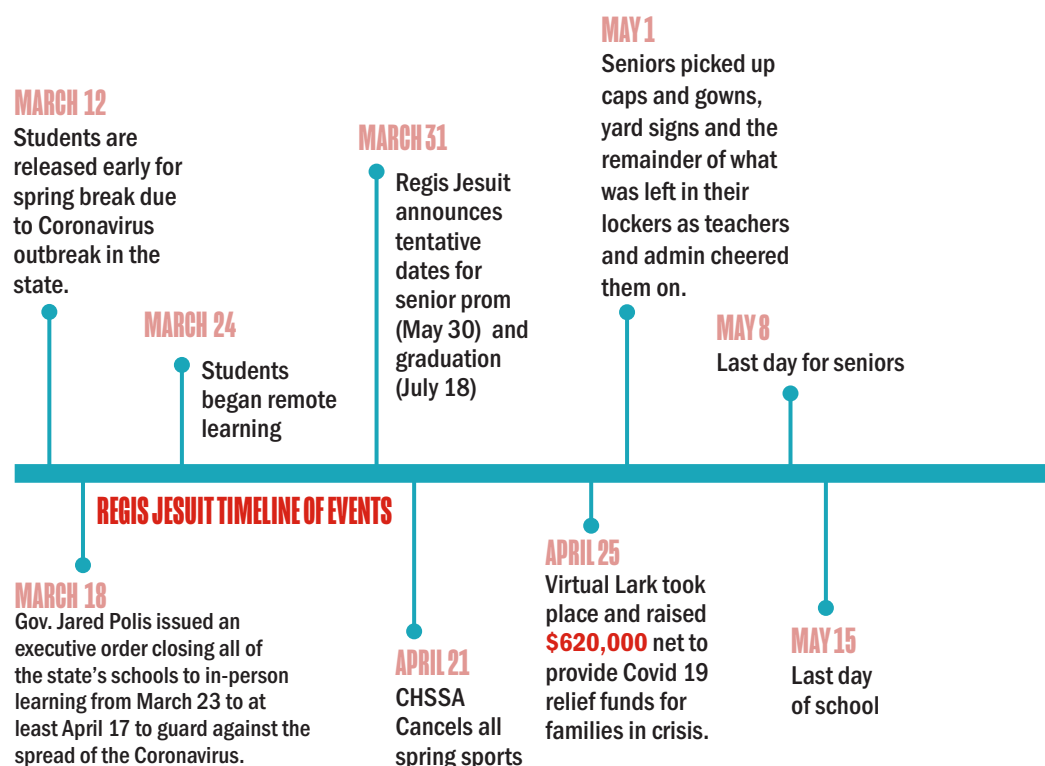 MARCH 12
Students are
released early for
spring break due
to Coronavirus
outbreak in the
state.
MARCH 24
Students
began remote
learning
MARCH 31
Regis Jesuit
announces
tentative
dates for
senior prom
(May 30) and
graduation
(July 18)
MAY 1
Seniors picked up
caps and gowns,
yard signs and the
remainder of what
was left in their
lockers as teachers
and admin cheered
them on.
MAY 8
Last day for seniors
REGIS JESUIT TIMELINE OF EVENTS
MARCH 18
Gov. Jared Polis issued an
executive order closing all of
the state's schools to in-person
learning from March 23 to at
least April 17 to guard against the
spread of the Coronavirus.
APRIL 21
CHSSA
Cancels all
spring sports
APRIL 25
Virtual Lark took
place and raised
$620,000 net to
provide Covid 19
relief funds for
families in crisis.
MAY 15
Last day
of school